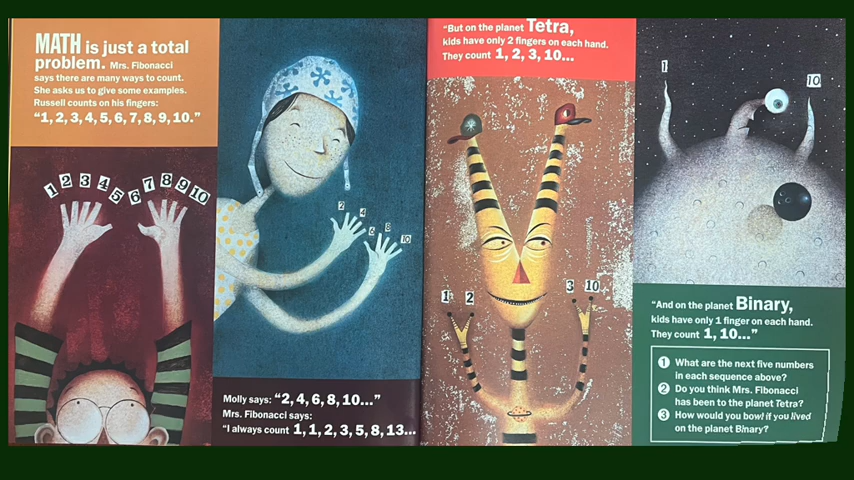 MATH is just a total
problem. Mrs. Fibonacci
says there are many ways to count.
She asks us to give some examples.
Russell counts on his fingers:
"1, 2, 3, 4, 5, 6, 7, 8, 9, 10."
1 2 3 4 5 6 7 8 9 10
2 4 6 8 10
Molly says: "2, 4, 6, 8, 10..."
Mrs. Fibonacci says:
"I always count 1, 1, 2, 3, 5, 8, 13...
"But on the planet Tetra,
kids have only 2 fingers on each hand.
They count 1, 2, 3, 10...
1 2 3 10
1 10
"And on the planet Binary,
kids have only 1 finger on each hand.
They count 1, 10..."
1 What are the next five numbers
in each sequence above?
2 Do you think Mrs. Fibonacci
has been to the planet Tetra?
3 How would you bowl if you lived
on the planet Binary?